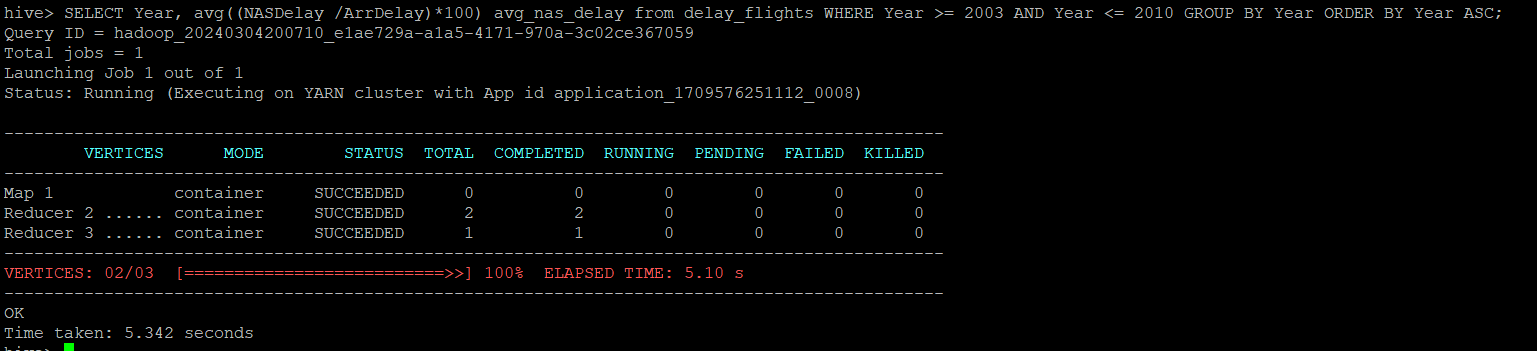 hive> SELECT Year, avg((NASDelay /ArrDelay)*100) avg_nas_delay from delay_flights WHERE Year >= 2003 AND Year <= 2010 GROUP BY Year ORDER BY Year ASC;
Query ID = hadoop_20240304200710_e1ae729a-a1a5-4171-970a-3c02ce367059
Total jobs = 1
Launching Job 1 out of 1
Status: Running (Executing on YARN cluster with App id application_1709576251112_0008)
----------------------------------------------------------------------------------------------
VERTICES MODE STATUS TOTAL COMPLETED RUNNING PENDING FAILED KILLED
----------------------------------------------------------------------------------------------
Map 1 container SUCCEEDED 0 0 0 0 0 0
Reducer 2 ...... container SUCCEEDED 2 2 0 0 0 0
Reducer 3 ...... container SUCCEEDED 1 1 0 0 0 0
----------------------------------------------------------------------------------------------
VERTICES: 02/03 [==========================>>] 100% ELAPSED TIME: 5.10 s
----------------------------------------------------------------------------------------------
OK
Time taken: 5.342 seconds
hive>